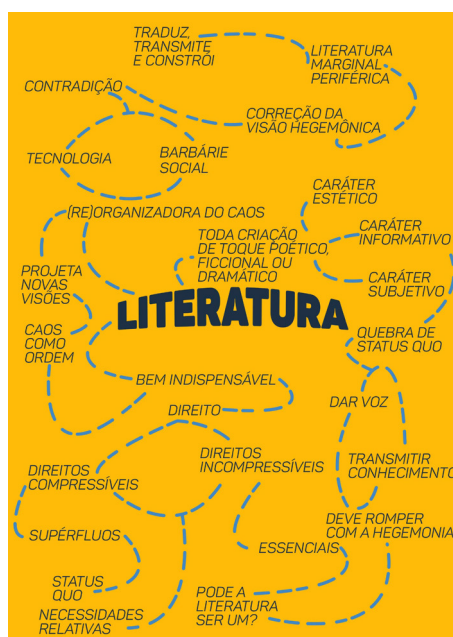 TRADUZ,
TRANSMITE
E CONSTRÓI
LITERATURA
MARGINAL
PERIFÉRICA
CONTRADIÇÃO
CORREÇÃO DA
VISÃO HEGEMÔNICA
TECNOLOGIA
BARBÁRIE
SOCIAL
CARÁTER
ESTÉTICO
(RE)ORGANIZADORA DO CAOS
TODA CRIAÇÃO
DE TOQUE POÉTICO,
FICCIONAL OU
DRAMÁTICO
CARÁTER
INFORMATIVO
PROJETA
NOVAS
VISÕES
CARÁTER
SUBJETIVO
LITERATURA
CAOS
COMO
ORDEM
QUEBRA DE
STATUS QUO
BEM INDISPENSÁVEL
DIREITO
DAR VOZ
DIREITOS
COMPRESSÍVEIS
DIREITOS
INCOMPRESSÍVEIS
TRANSMITIR
CONHECIMENTO
SUPÉRFLUOS
ESSENCIAIS
DEVE ROMPER
COM A HEGEMONIA
STATUS
QUO
PODE A
LITERATURA
SER UM?
NECESSIDADES
RELATIVAS